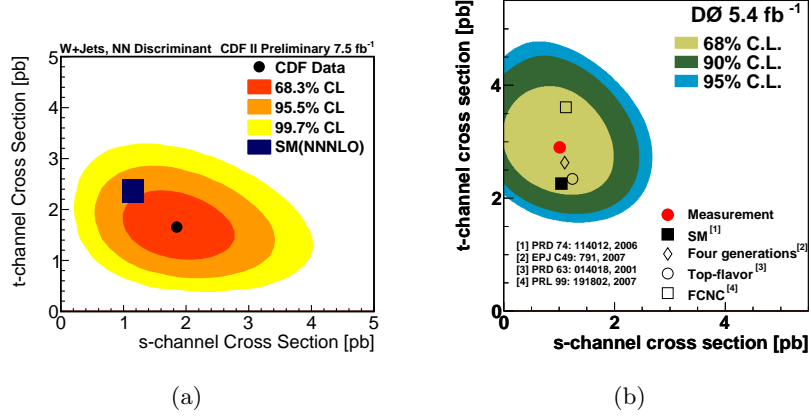 W+Jets, NN Discriminant CDF II Preliminary 7.5 fb⁻¹
t-channel Cross Section [pb]
5
4
3
2
1
0
CDF Data
68.3% CL
95.5% CL
99.7% CL
SM(NNNLO)
0 1 2 3 4 5
s-channel Cross Section [pb]
(a)
t-channel cross section [pb]
4
2
0
DØ 5.4 fb⁻¹
68% C.L.
90% C.L.
95% C.L.
Measurement
SM[1]
Four generations[2]
Top-flavor[3]
FCNC[4]
[1] PRD 74: 114012, 2006
[2] EPJ C49: 791, 2007
[3] PRD 63: 014018, 2001
[4] PRL 99: 191802, 2007
0 2 4
s-channel cross section [pb]
(b)